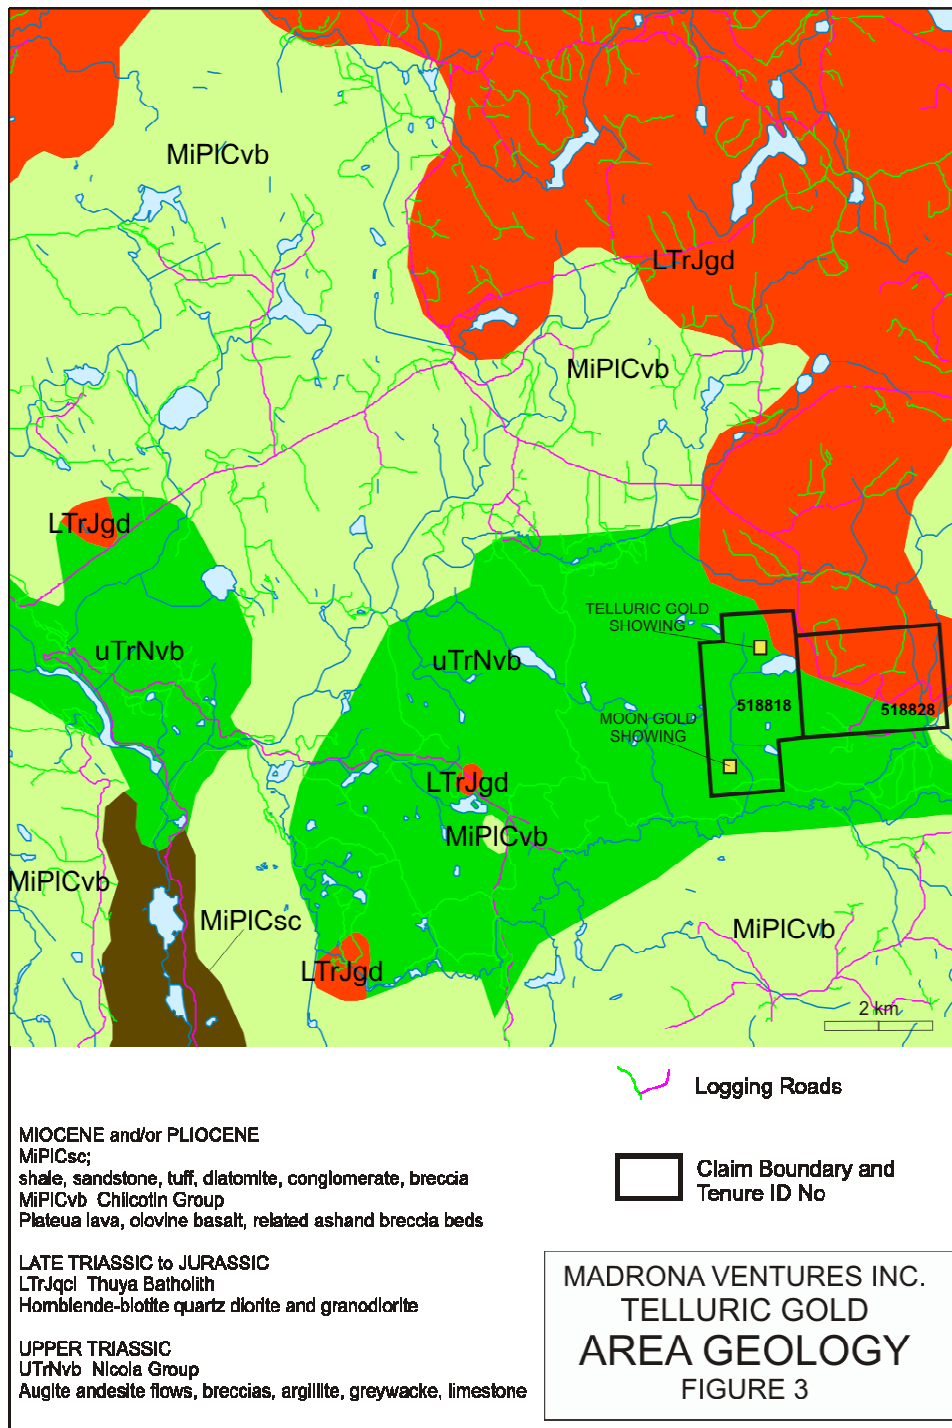 MiPlCvb
LTrJgd
MiPlCvb
LTrJgd
TELLURIC GOLD
SHOWING
uTrNvb
uTrNvb
518818
518828
MOON GOLD
SHOWING
LTrJgd
MiPlCvb
MiPlCvb
MiPlCsc
MiPlCvb
LTrJgd
2 km
Logging Roads
Claim Boundary and
Tenure ID No
MIOCENE and/or PLIOCENE
MiPlCsc;
shale, sandstone, tuff, diatomite, conglomerate, breccia
MiPlCvb Chilcotin Group
Plateua lava, olovine basalt, related ashand breccia beds
LATE TRIASSIC to JURASSIC
LTrJqcl Thuya Batholith
Hornblende-biotite quartz diorite and granodiorite
UPPER TRIASSIC
UTrNvb Nicola Group
Augite andesite flows, breccias, argillite, greywacke, limestone
MADRONA VENTURES INC.
TELLURIC GOLD
AREA GEOLOGY
FIGURE 3